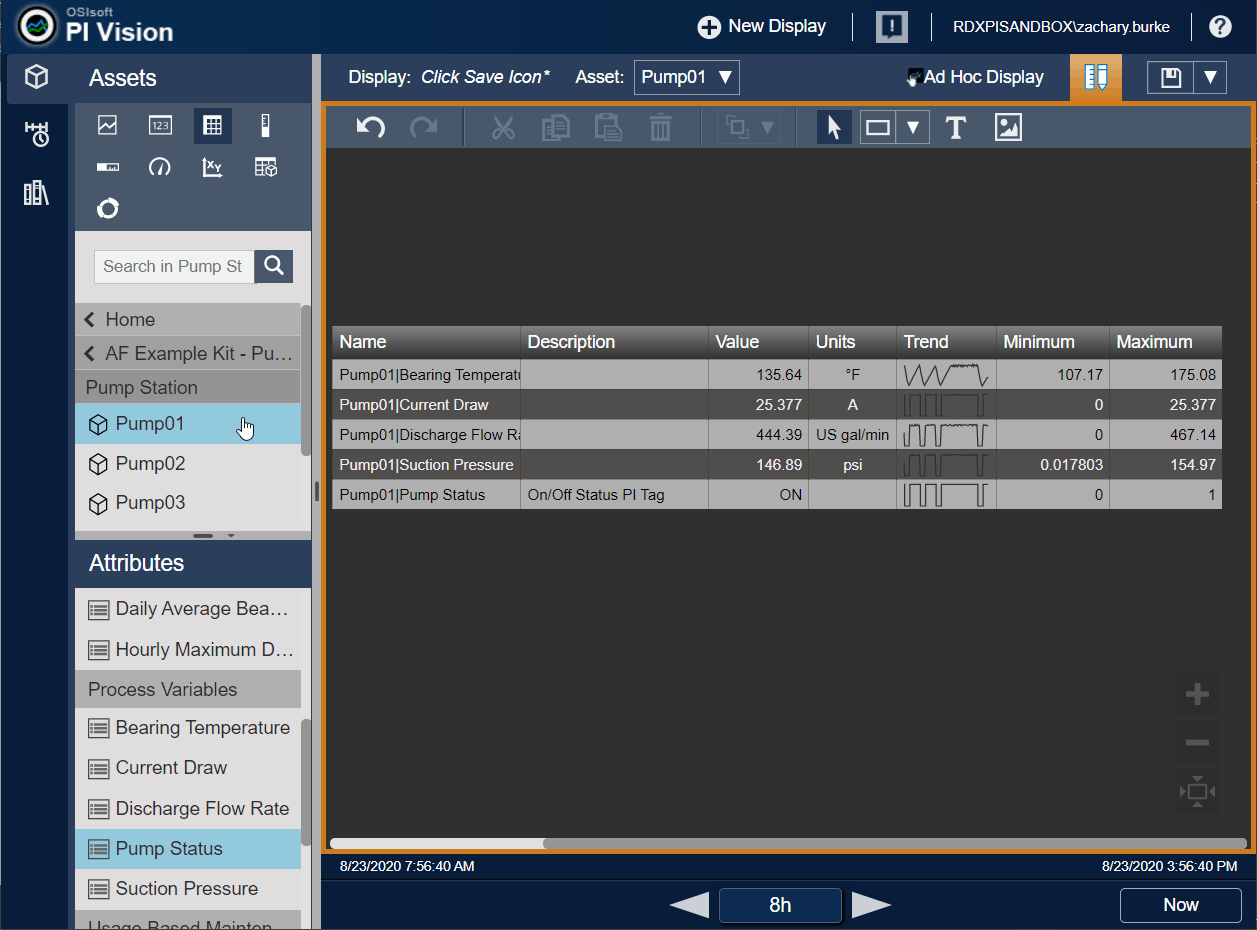 OSIsoft
PI Vision
New Display
RDXPISANDBOX\zachary.burke
?
Assets
Display: Click Save Icon* Asset: Pump01
Ad Hoc Display
123
XY
T
Search in Pump St
Home
AF Example Kit - Pu...
Pump Station
Pump01
Pump02
Pump03
Name Description Value Units Trend Minimum Maximum
Pump01|Bearing Temperatu 135.64 °F 107.17 175.08
Pump01|Current Draw 25.377 A 0 25.377
Pump01|Discharge Flow Ra 444.39 US gal/min 0 467.14
Pump01|Suction Pressure 146.89 psi 0.017803 154.97
Pump01|Pump Status On/Off Status PI Tag ON 0 1
Attributes
Daily Average Bea...
Hourly Maximum D...
Process Variables
Bearing Temperature
Current Draw
Discharge Flow Rate
Pump Status
Suction Pressure
Usage Based Mainten
8/23/2020 7:56:40 AM 8/23/2020 3:56:40 PM
8h
Now